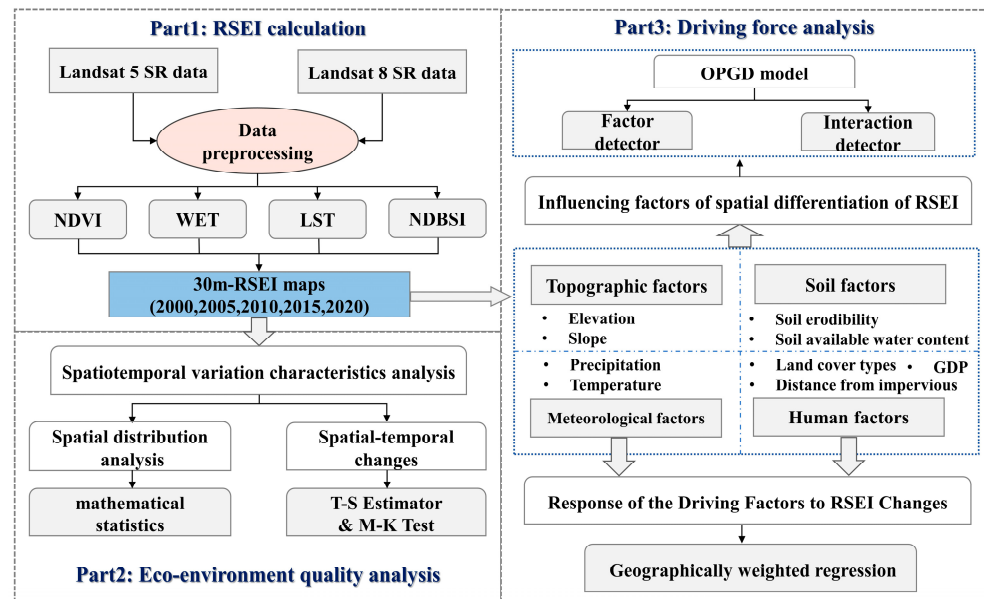 Part1: RSEI calculation
Landsat 5 SR data
Landsat 8 SR data
Data
preprocessing
NDVI
WET
LST
NDBSI
30m-RSEI maps
(2000,2005,2010,2015,2020)
Spatiotemporal variation characteristics analysis
Spatial distribution
analysis
Spatial-temporal
changes
mathematical
statistics
T-S Estimator
& M-K Test
Part2: Eco-environment quality analysis
Part3: Driving force analysis
OPGD model
Factor
detector
Interaction
detector
Influencing factors of spatial differentiation of RSEI
Topographic factors
• Elevation
• Slope
Soil factors
• Soil erodibility
• Soil available water content
• Precipitation
• Temperature
Meteorological factors
• Land cover types • GDP
• Distance from impervious
Human factors
Response of the Driving Factors to RSEI Changes
Geographically weighted regression